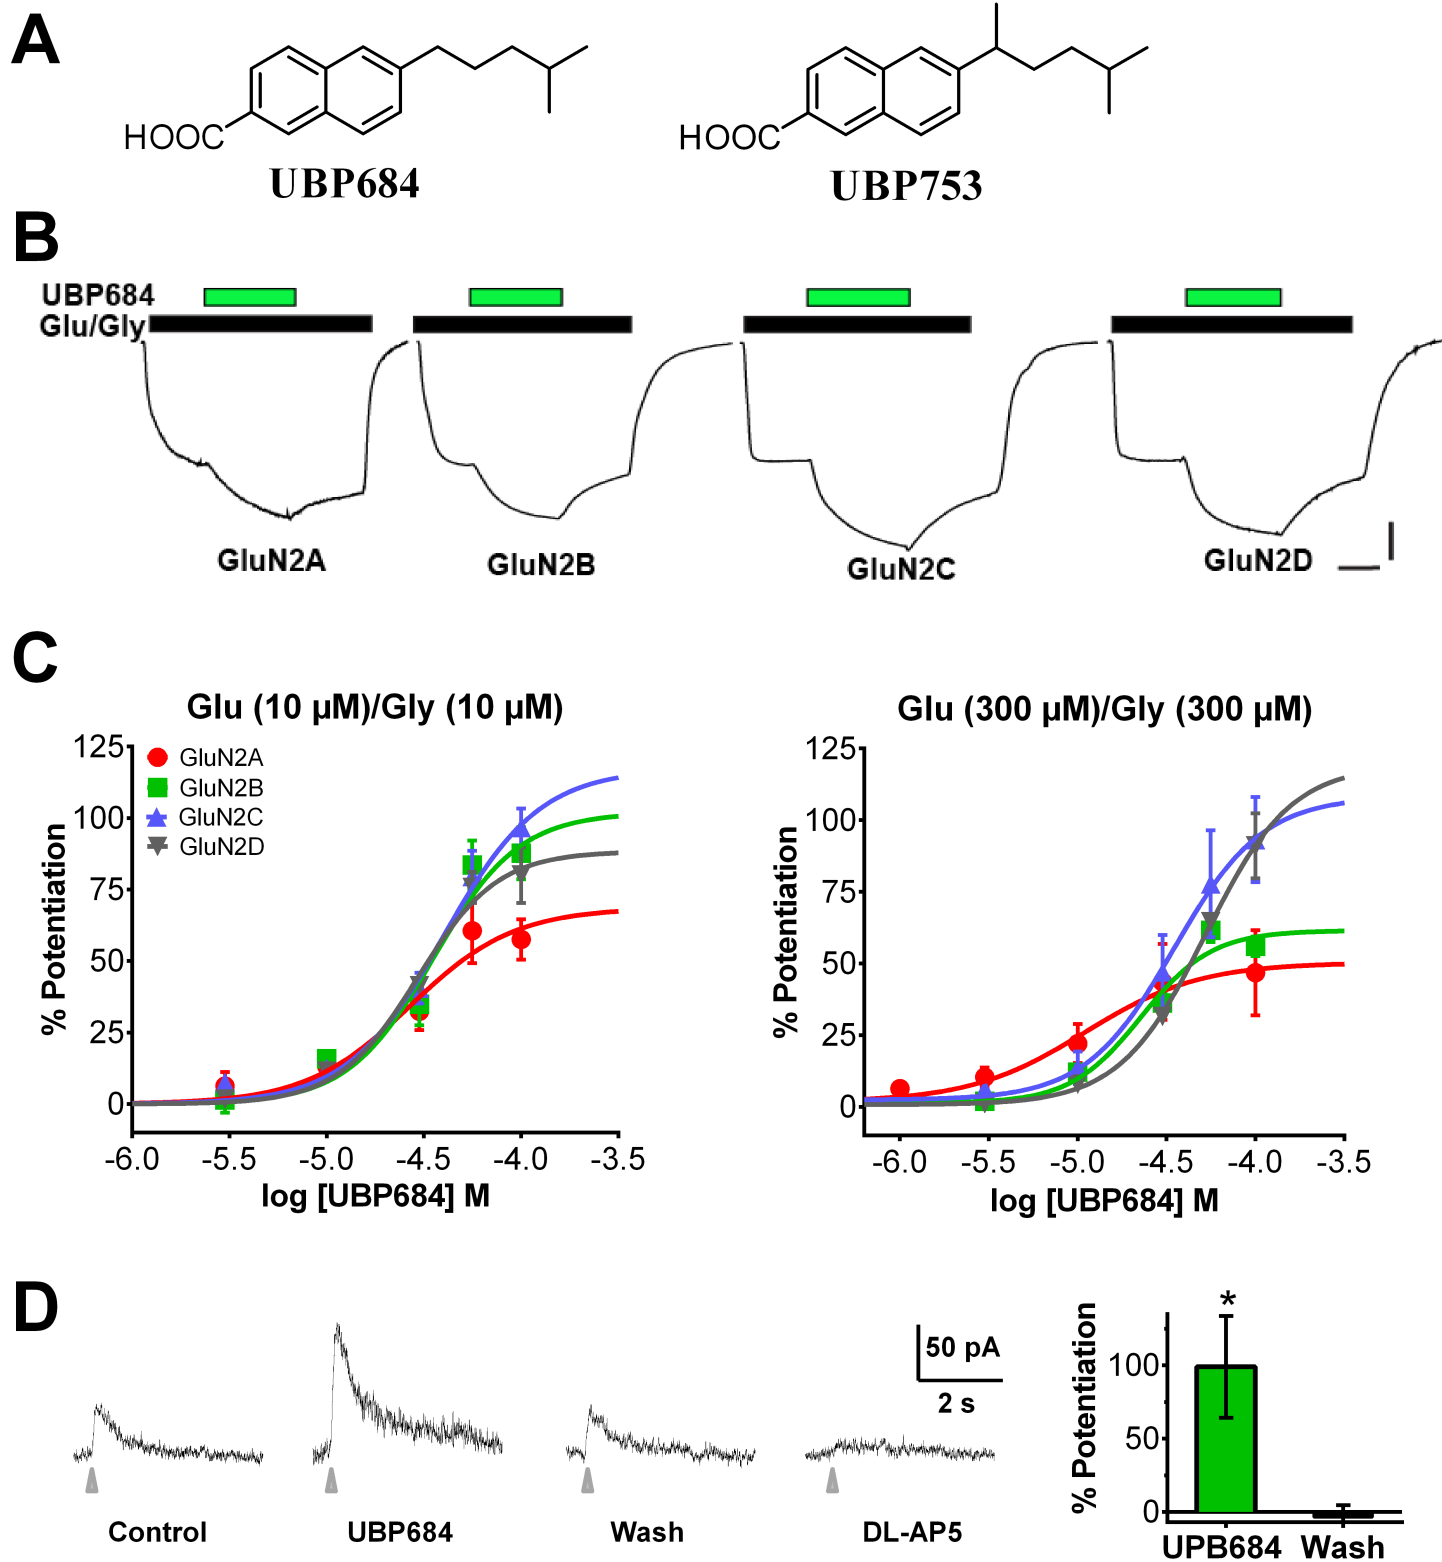 A
HOOC
UBP684
HOOC
UBP753
B
UBP684
Glu/Gly
GluN2A
GluN2B
GluN2C
GluN2D
C
Glu (10 µM)/Gly (10 µM)
% Potentiation
125
100
75
50
25
0
GluN2A
GluN2B
GluN2C
GluN2D
-6.0 -5.5 -5.0 -4.5 -4.0 -3.5
log [UBP684] M
Glu (300 µM)/Gly (300 µM)
% Potentiation
125
100
75
50
25
0
-6.0 -5.5 -5.0 -4.5 -4.0 -3.5
log [UBP684] M
D
Control
UBP684
Wash
DL-AP5
50 pA
2 s
% Potentiation
100
50
0
*
UPB684 Wash